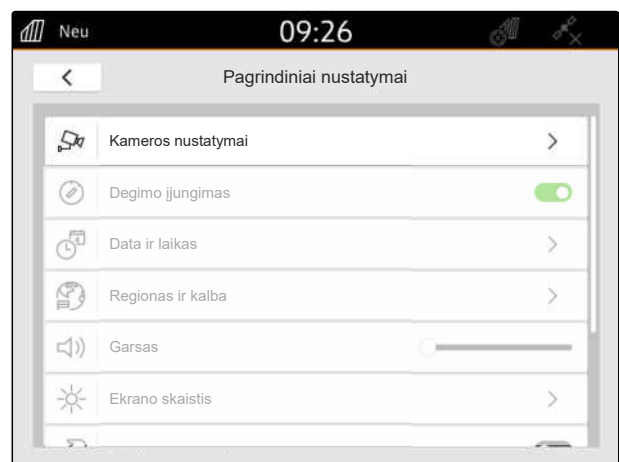 Neu
09:26
Pagrindiniai nustatymai
Kameros nustatymai
Degimo įjungimas
Data ir laikas
Regionas ir kalba
Garsas
Ekrano skaistis